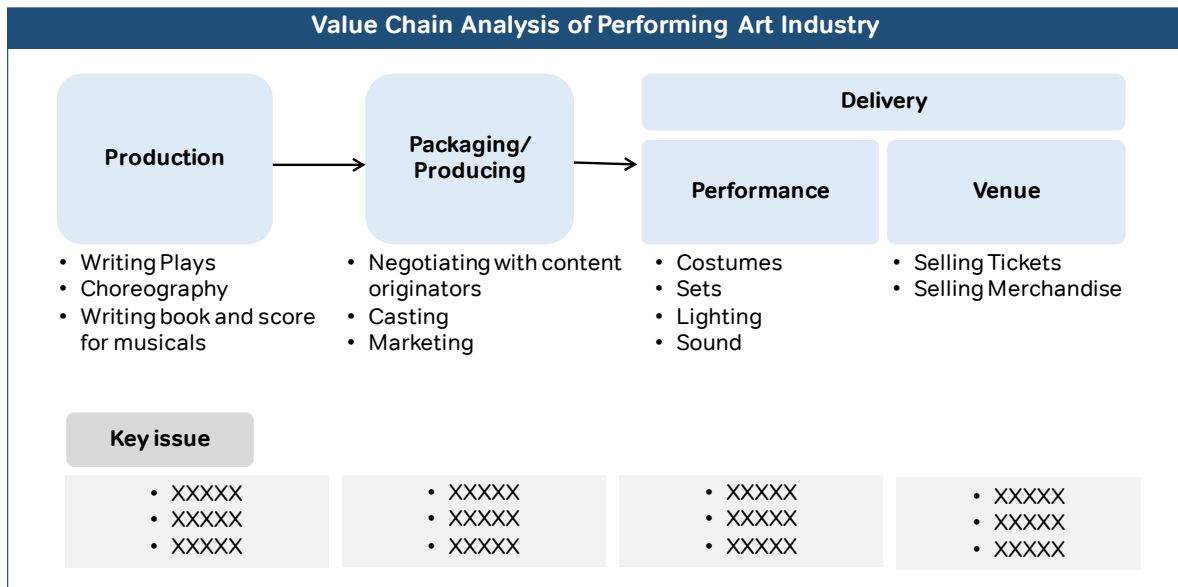 Value Chain Analysis of Performing Art Industry
Production
Packaging/
Producing
Delivery
Performance
Venue
• Writing Plays
• Choreography
• Writing book and score
for musicals
• Negotiating with content
originators
• Casting
• Marketing
• Costumes
• Sets
• Lighting
• Sound
• Selling Tickets
• Selling Merchandise
Key issue
• XXXXX
• XXXXX
• XXXXX
• XXXXX
• XXXXX
• XXXXX
• XXXXX
• XXXXX
• XXXXX
• XXXXX
• XXXXX
• XXXXX